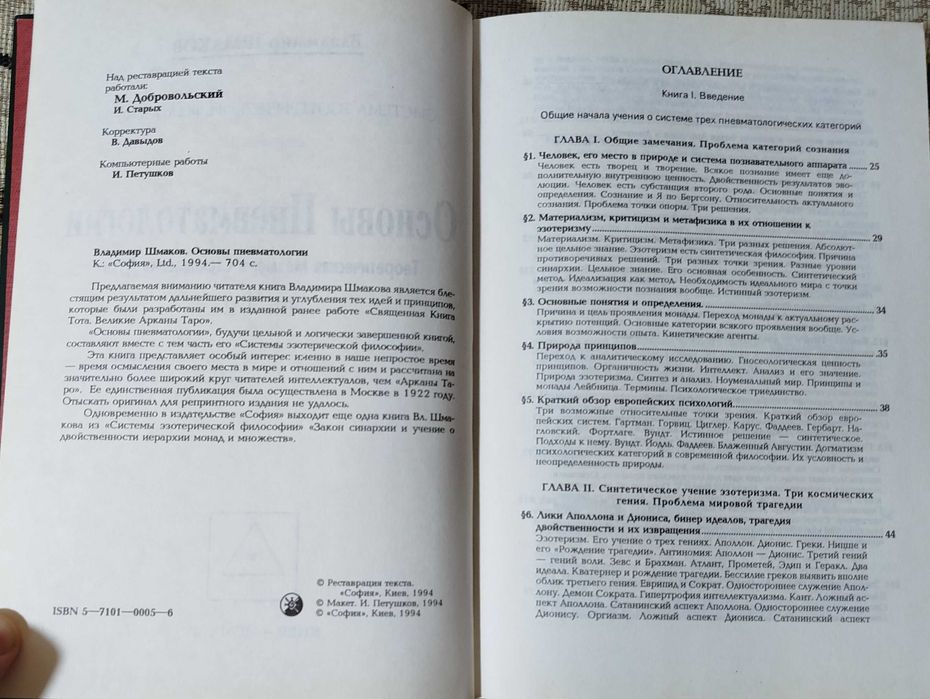 Над реставрацией текста
работали:
М. Добровольский
И. Старых
Корректура
В. Давыдов
Компьютерные работы
И. Петушков
Владимир Шмаков. Основы пневматологии
К.: «София», Ltd., 1994.— 704 с.
Предлагаемая вниманию читателя книга Владимира Шмакова является бле-
стящим результатом дальнейшего развития и углубления тех идей и принципов,
которые были разработаны им в изданной ранее работе «Священная Книга
Тота. Великие Арканы Таро».
«Основы пневматологии», будучи цельной и логически завершенной книгой,
составляют вместе с тем часть его «Системы эзотерической философии».
Эта книга представляет особый интерес именно в наше непростое время
— время осмысления своего места в мире и отношений с ним и рассчитана на
значительно более широкий круг читателей интеллектуалов, чем «Арканы Та-
ро». Ее единственная публикация была осуществлена в Москве в 1922 году.
Отыскать оригинал для репринтного издания не удалось.
Одновременно в издательстве «София» выходит еще одна книга Вл. Шма-
кова из «Системы эзотерической философии» «Закон синархии и учение о
двойственности иерархии монад и множеств».
© Реставрация текста.
«София», Киев, 1994
© Макет. И. Петушков, 1994
© «София», Киев, 1994
ISBN 5—7101—0005—6
ОГЛАВЛЕНИЕ
Книга I. Введение
Общие начала учения о системе трех пневматологических категорий
ГЛАВА I. Общие замечания. Проблема категорий сознания
§1. Человек, его место в природе и система познавательного аппарата ..... 25
Человек есть творец и творение. Всякое познание имеет еще до-
полнительную внутреннюю ценность. Двойственность результатов эво-
люции. Человек есть субстанция второго рода. Основные понятия и
определения. Сознание и Я по Бергсону. Относительность актуального
сознания. Проблема точки опоры. Три решения.
§2. Материализм, критицизм и метафизика в их отношении к
эзотеризму ..... 29
Материализм. Критицизм. Метафизика. Три разных решения. Абсолют-
ное цельное знание. Эзотеризм есть синтетическая философия. Причина
противоречивых решений. Три разных точки зрения. Разные уровни
синархии. Цельное знание. Его основная особенность. Синтетический
метод. Идеализация как метод. Необходимость идеального мира с точки
зрения возможности познания вообще. Истинный эзотеризм.
§3. Основные понятия и определения. ..... 34
Причина и цель проявления монады. Переход монады к актуальному рас-
крытию потенций. Основные категории всякого проявления вообще. Ус-
ловия возможности опыта. Кинетические агенты.
§4. Природа принципов ..... 35
Переход к аналитическому исследованию. Гносеологическая ценность
принципов. Органичность жизни. Интеллект. Анализ и его значение.
Природа эзотеризма. Синтез и анализ. Ноуменальный мир. Принципы и
монады Лейбница. Термины. Психологическое триединство.
§5. Краткий обзор европейских психологий ..... 38
Три возможные относительные точки зрения. Краткий обзор евро-
пейских систем. Гартман. Горвиц. Циглер. Карус. Фаддеев. Гербарт. На-
гловский. Фортлаге. Вундт. Истинное решение — синтетическое.
Подходы к нему. Вундт. Йодль. Фаддеев. Блаженный Августин. Догматизм
психологических категорий в современной философии. Их условность и
неопределенность природы.
ГЛАВА II. Синтетическое учение эзотеризма. Три космических
гения. Проблема мировой трагедии
§6. Лики Аполлона и Диониса, бинер идеалов, трагедия
двойственности и их извращения ..... 44
Эзотеризм. Его учение о трех гениях. Аполлон. Дионис. Греки. Ницше и
его «Рождение трагедии». Антиномия: Аполлон — Дионис. Третий гений
— гений воли. Зевс и Брахман. Атлант, Прометей, Эдип и Геракл. Два
идеала. Кватернер и рождение трагедии. Бессилие греков выявить вполне
облик третьего гения. Еврипид и Сократ. Одностороннее служение Апол-
лону. Демон Сократа. Гипертрофия интеллектуализма. Кант. Ложный ас-
пект Аполлона. Сатанинский аспект Аполлона. Одностороннее служение
Дионису. Оргиазм. Ложный аспект Диониса. Сатанинский аспект